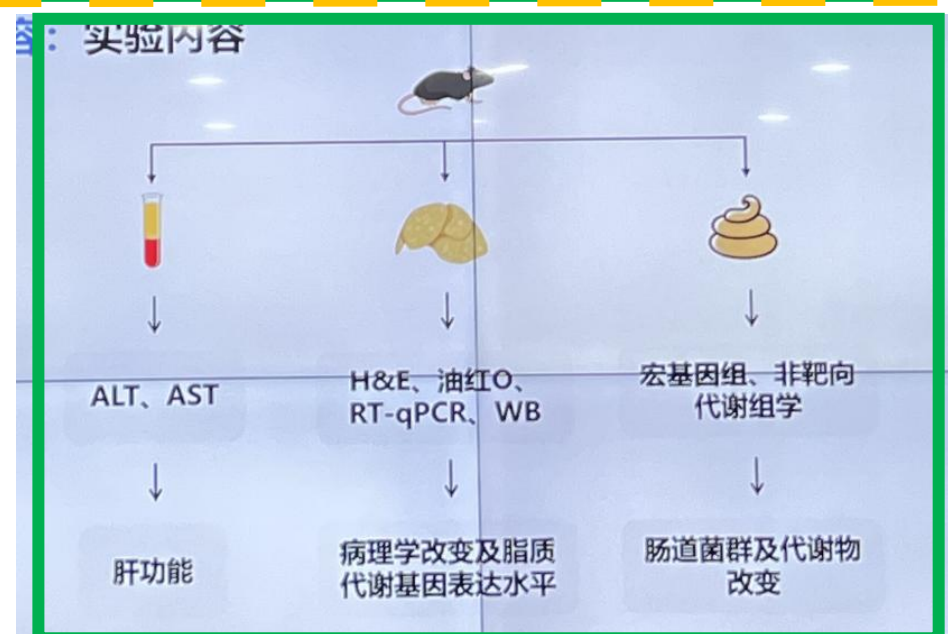 实验内容
ALT、AST
H&E、油红O、
RT-qPCR、WB
宏基因组、非靶向
代谢组学
肝功能
病理学改变及脂质
代谢基因表达水平
肠道菌群及代谢物
改变